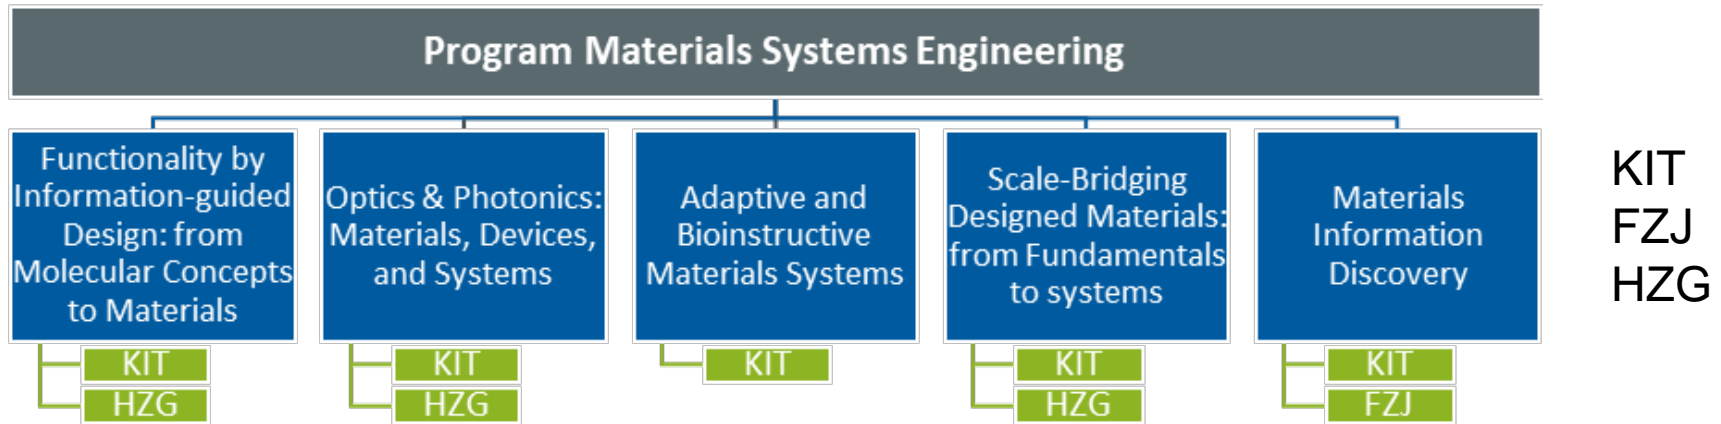 Program Materials Systems Engineering
Functionality by
Information-guided
Design: from
Molecular Concepts
to Materials
KIT
HZG
Optics & Photonics:
Materials, Devices,
and Systems
KIT
HZG
Adaptive and
Bioinstructive
Materials Systems
KIT
Scale-Bridging
Designed Materials:
from Fundamentals
to systems
KIT
HZG
Materials
Information
Discovery
KIT
FZJ
KIT
FZJ
HZG